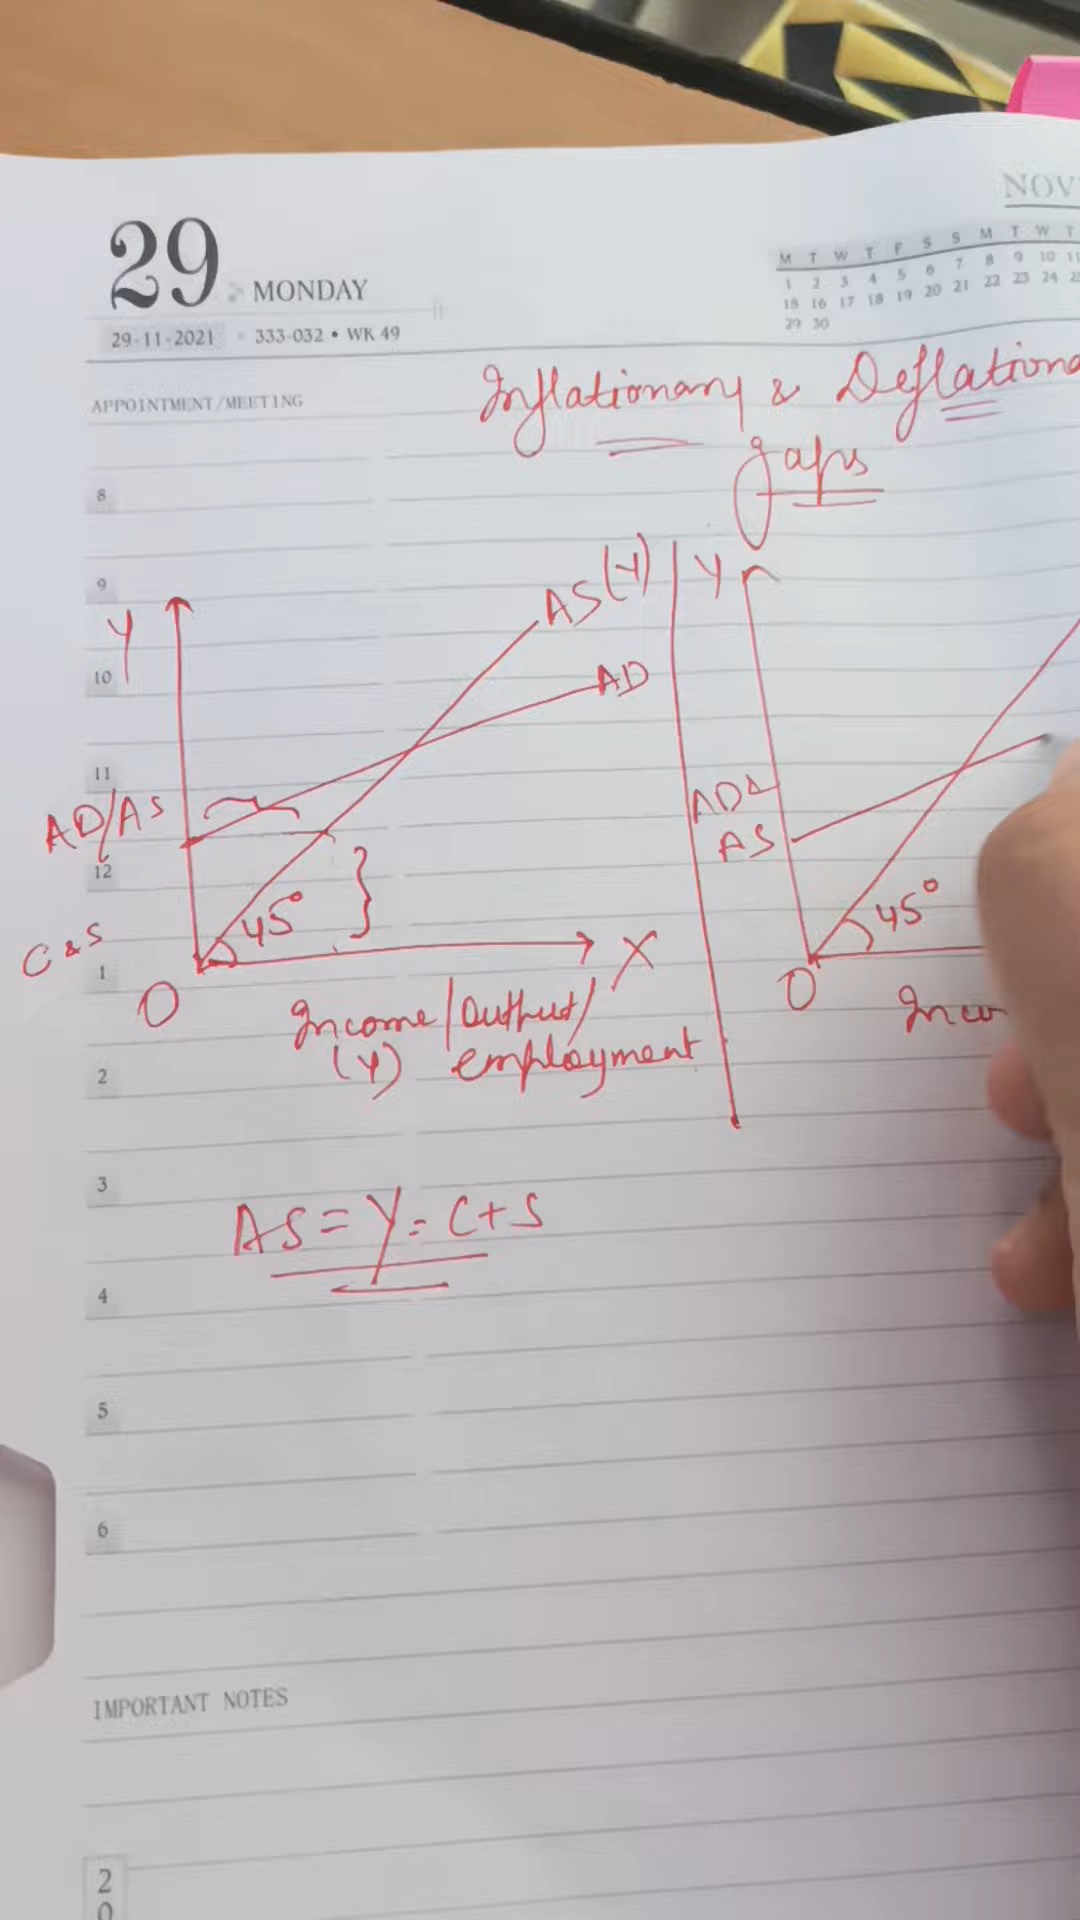 NOV
29 MONDAY
M T W T F S S M T W T
1 2 3 4 5 6 7 8 9 10 11
15 16 17 18 19 20 21 22 23 24 25
29 30
29-11-2021 • 333-032 • WK 49
APPOINTMENT/MEETING
Inflationary & Deflationa
gaps
8
9
10
11
12
1
2
3
4
5
6
Y
AS (Y)
AD
AD/AS
C & S
45°
O
X
Income/Output/
(Y) employment
Y
AD &
AS
45°
O
Inco
AS = Y = C+S
IMPORTANT NOTES
2
0